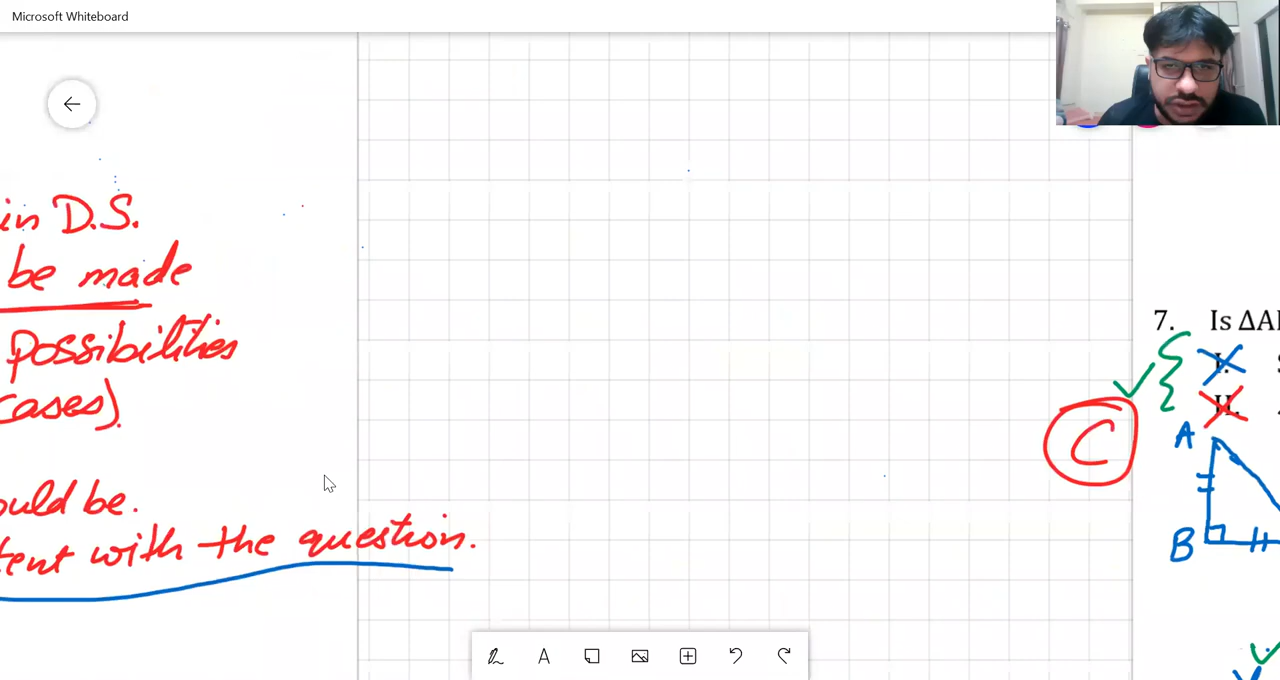 Microsoft Whiteboard
in D.S.
be made
possibilities
cases).
ould be.
tent with the question.
7. Is ΔA
I.
II.
C
A
B
A